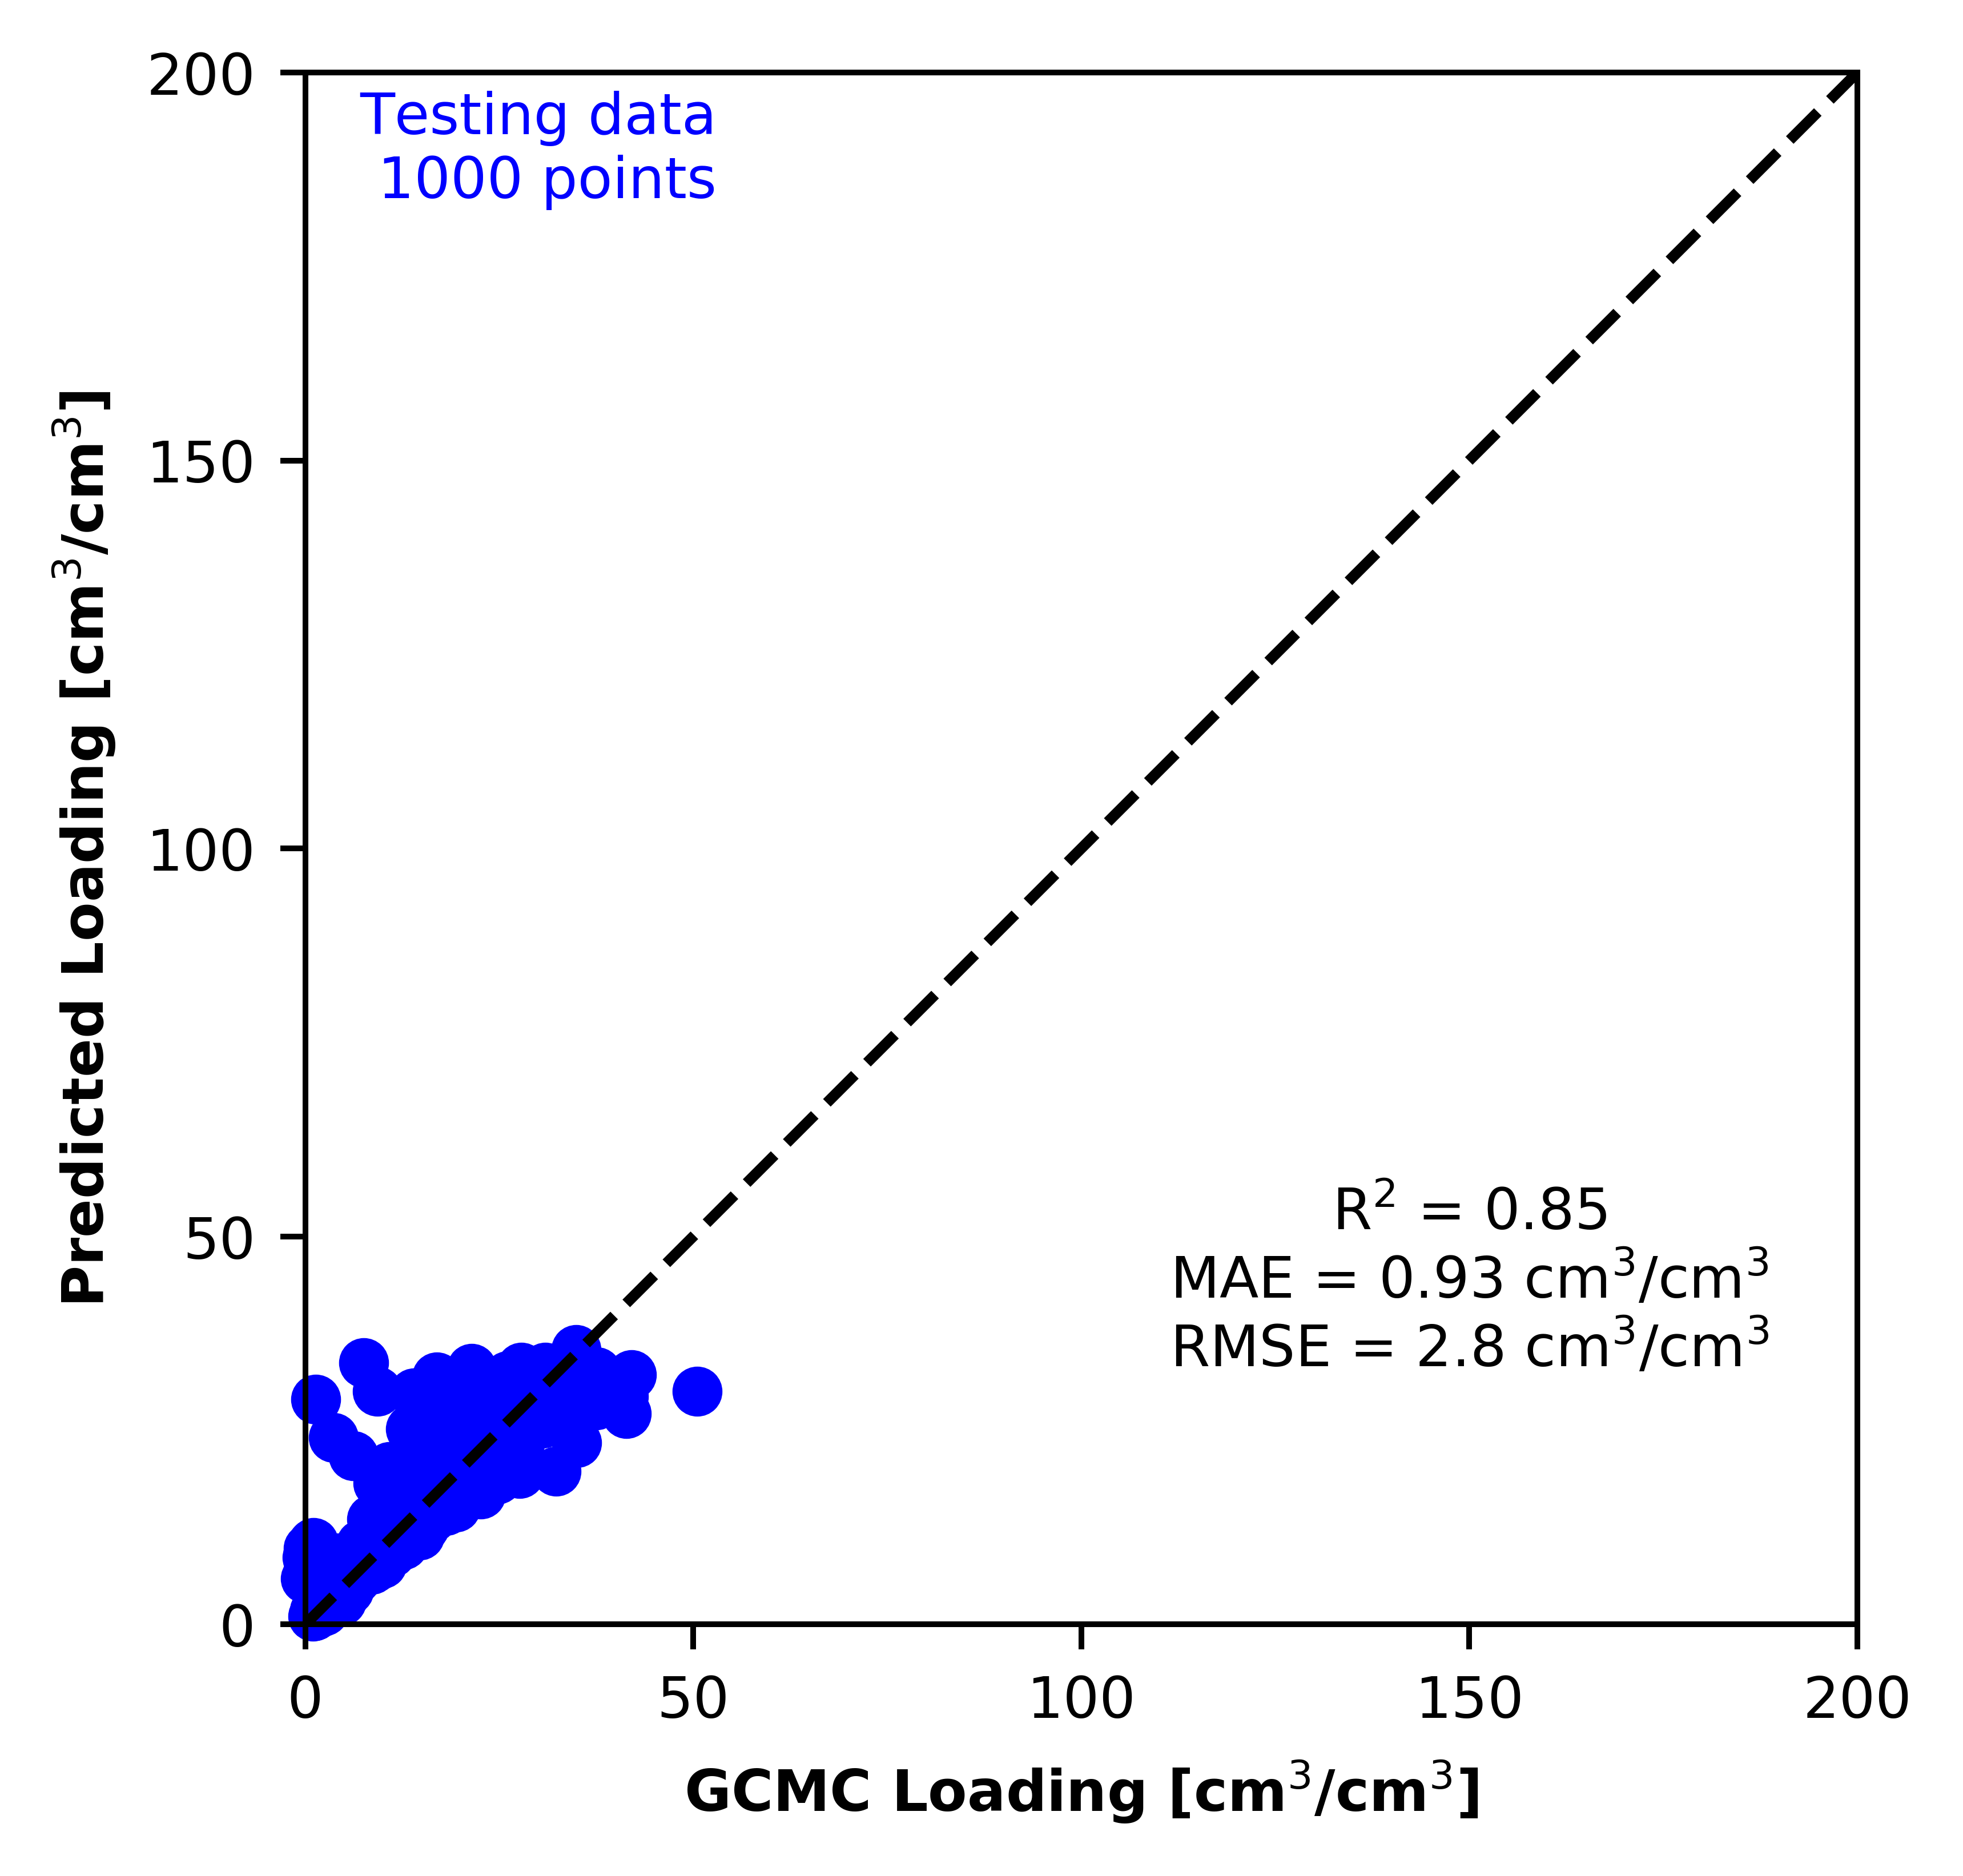 Testing data
1000 points
200
150
100
50
0
Predicted Loading [cm³/cm³]
R² = 0.85
MAE = 0.93 cm³/cm³
RMSE = 2.8 cm³/cm³
0 50 100 150 200
GCMC Loading [cm³/cm³]